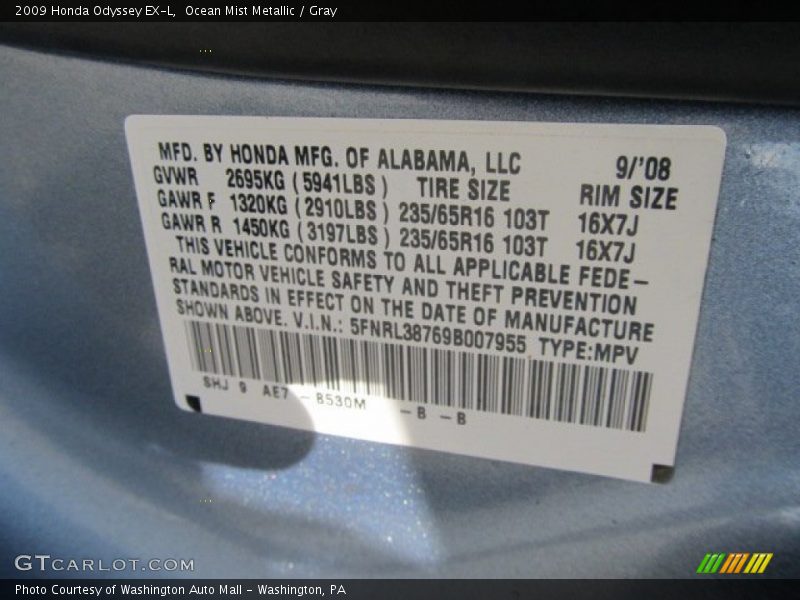 2009 Honda Odyssey EX-L,  Ocean Mist Metallic / Gray
MFD. BY HONDA MFG. OF ALABAMA, LLC 9/'08
GVWR 2695KG (5941LBS) TIRE SIZE RIM SIZE
GAWR F 1320KG (2910LBS) 235/65R16 103T 16X7J
GAWR R 1450KG (3197LBS) 235/65R16 103T 16X7J
THIS VEHICLE CONFORMS TO ALL APPLICABLE FEDE-
RAL MOTOR VEHICLE SAFETY AND THEFT PREVENTION
STANDARDS IN EFFECT ON THE DATE OF MANUFACTURE
SHOWN ABOVE. V.I.N.: 5FNRL38769B007955 TYPE:MPV
SHJ 9 AE7 - B530M - B - B
GTCARLOT.COM
Photo Courtesy of Washington Auto Mall - Washington, PA